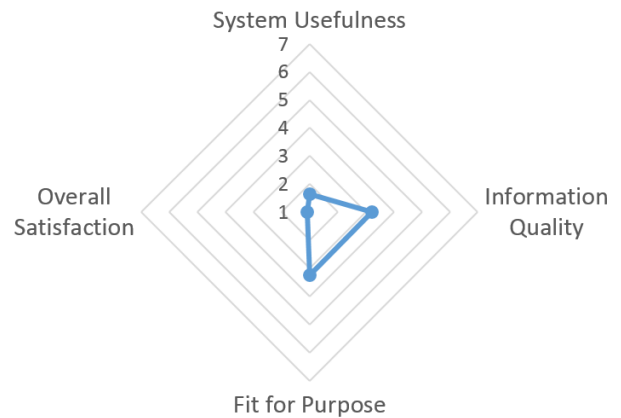 System Usefulness
7
6
5
4
3
2
1
Overall
Satisfaction
Information
Quality
Fit for Purpose